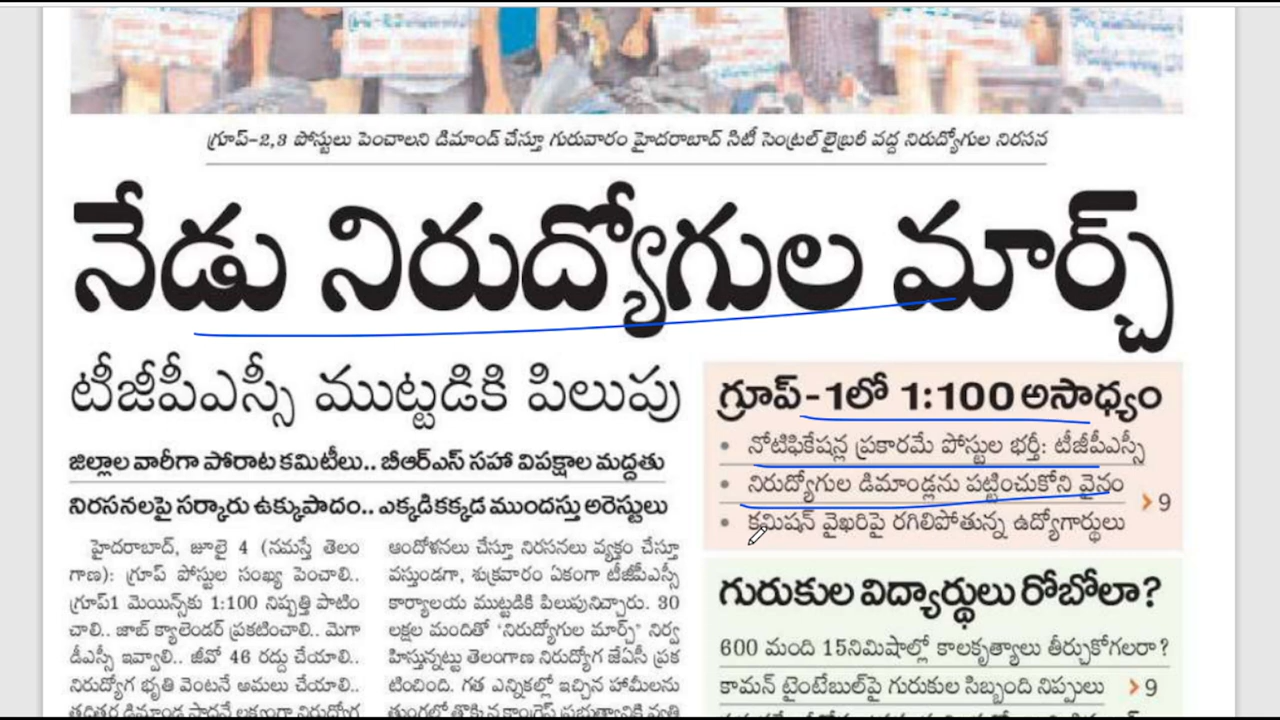 గ్రూప్-2,3 పోస్టులు పెంచాలని డిమాండ్ చేస్తూ గురువారం హైదరాబాద్ సిటీ సెంట్రల్ లైబ్రరీ వద్ద నిరుద్యోగుల నిరసన
నేడు నిరుద్యోగుల మార్చ్
టీజీపీఎస్సీ ముట్టడికి పిలుపు
జిల్లాల వారీగా పోరాట కమిటీలు.. బీఆర్ఎస్ సహా విపక్షాల మద్దతు
నిరసనలపై సర్కారు ఉక్కుపాదం.. ఎక్కడికక్కడ ముందస్తు అరెస్టులు
హైదరాబాద్, జూలై 4 (నమస్తే తెలం
గాణ): గ్రూప్ పోస్టుల సంఖ్య పెంచాలి..
గ్రూప్1 మెయిన్స్‌కు 1:100 నిష్పత్తి పాటిం
చాలి.. జాబ్ క్యాలెండర్ ప్రకటించాలి.. మెగా
డీఎస్సీ ఇవ్వాలి.. జీవో 46 రద్దు చేయాలి..
నిరుద్యోగ భృతి వెంటనే అమలు చేయాలి..
ఆందోళనలు చేస్తూ నిరసనలు వ్యక్తం చేస్తూ
వస్తుండగా, శుక్రవారం ఏకంగా టీజీపీఎస్సీ
కార్యాలయ ముట్టడికి పిలుపునిచ్చారు. 30
లక్షల మందితో 'నిరుద్యోగుల మార్చ్' నిర్వ
హిస్తున్నట్టు తెలంగాణ నిరుద్యోగ జేఏసీ ప్రక
టించింది. గత ఎన్నికల్లో ఇచ్చిన హామీలను
గ్రూప్-1లో 1:100 అసాధ్యం
• నోటిఫికేషన్ల ప్రకారమే పోస్టుల భర్తీ: టీజీపీఎస్సీ
• నిరుద్యోగుల డిమాండ్లను పట్టించుకోని వైనం
• కమిషన్ వైఖరిపై రగిలిపోతున్న ఉద్యోగార్థులు
> 9
గురుకుల విద్యార్థులు రోబోలా?
600 మంది 15నిమిషాల్లో కాలకృత్యాలు తీర్చుకోగలరా?
కామన్ టైంటేబుల్‌పై గురుకుల సిబ్బంది నిప్పులు > 9